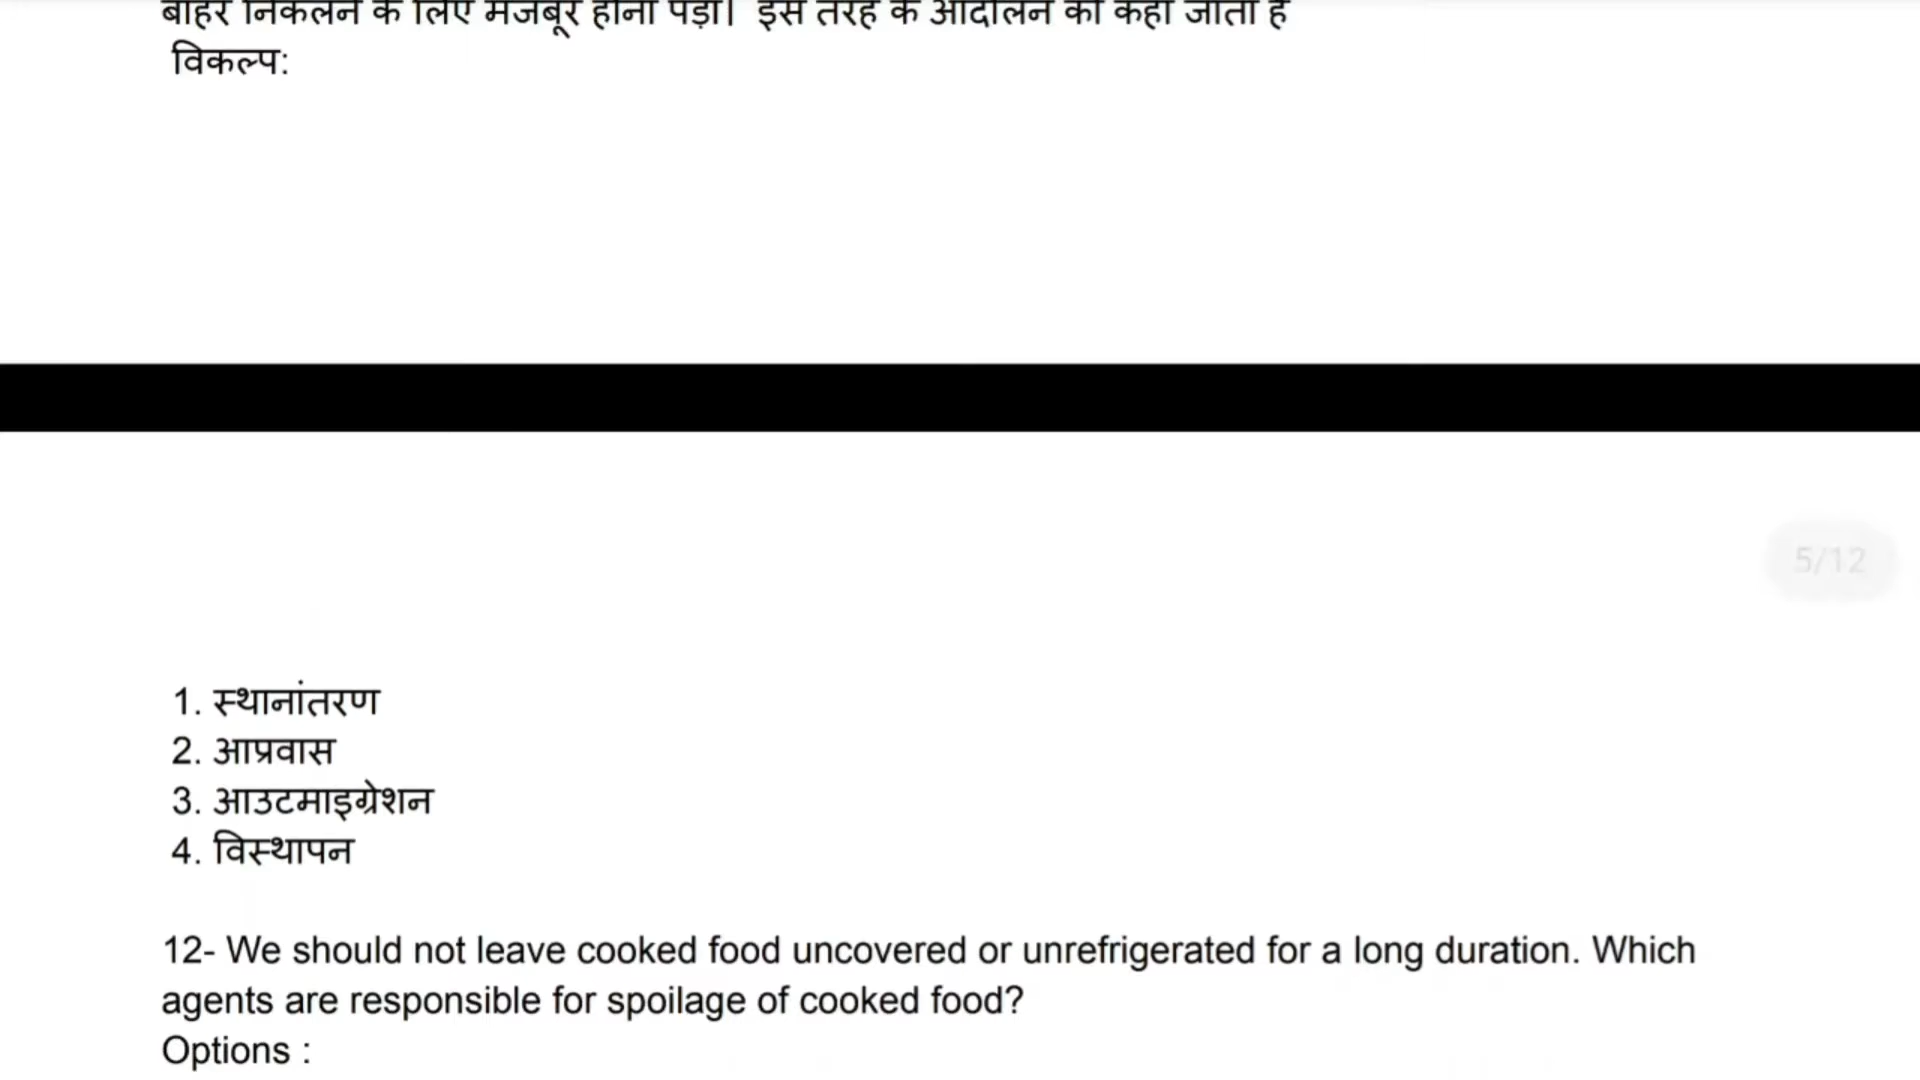 बाहर निकलने के लिए मजबूर होना पड़ा। इस तरह के आंदोलन को कहा जाता है
विकल्प:
5/12
1. स्थानांतरण
2. आप्रवास
3. आउटमाइग्रेशन
4. विस्थापन
12- We should not leave cooked food uncovered or unrefrigerated for a long duration. Which
agents are responsible for spoilage of cooked food?
Options :